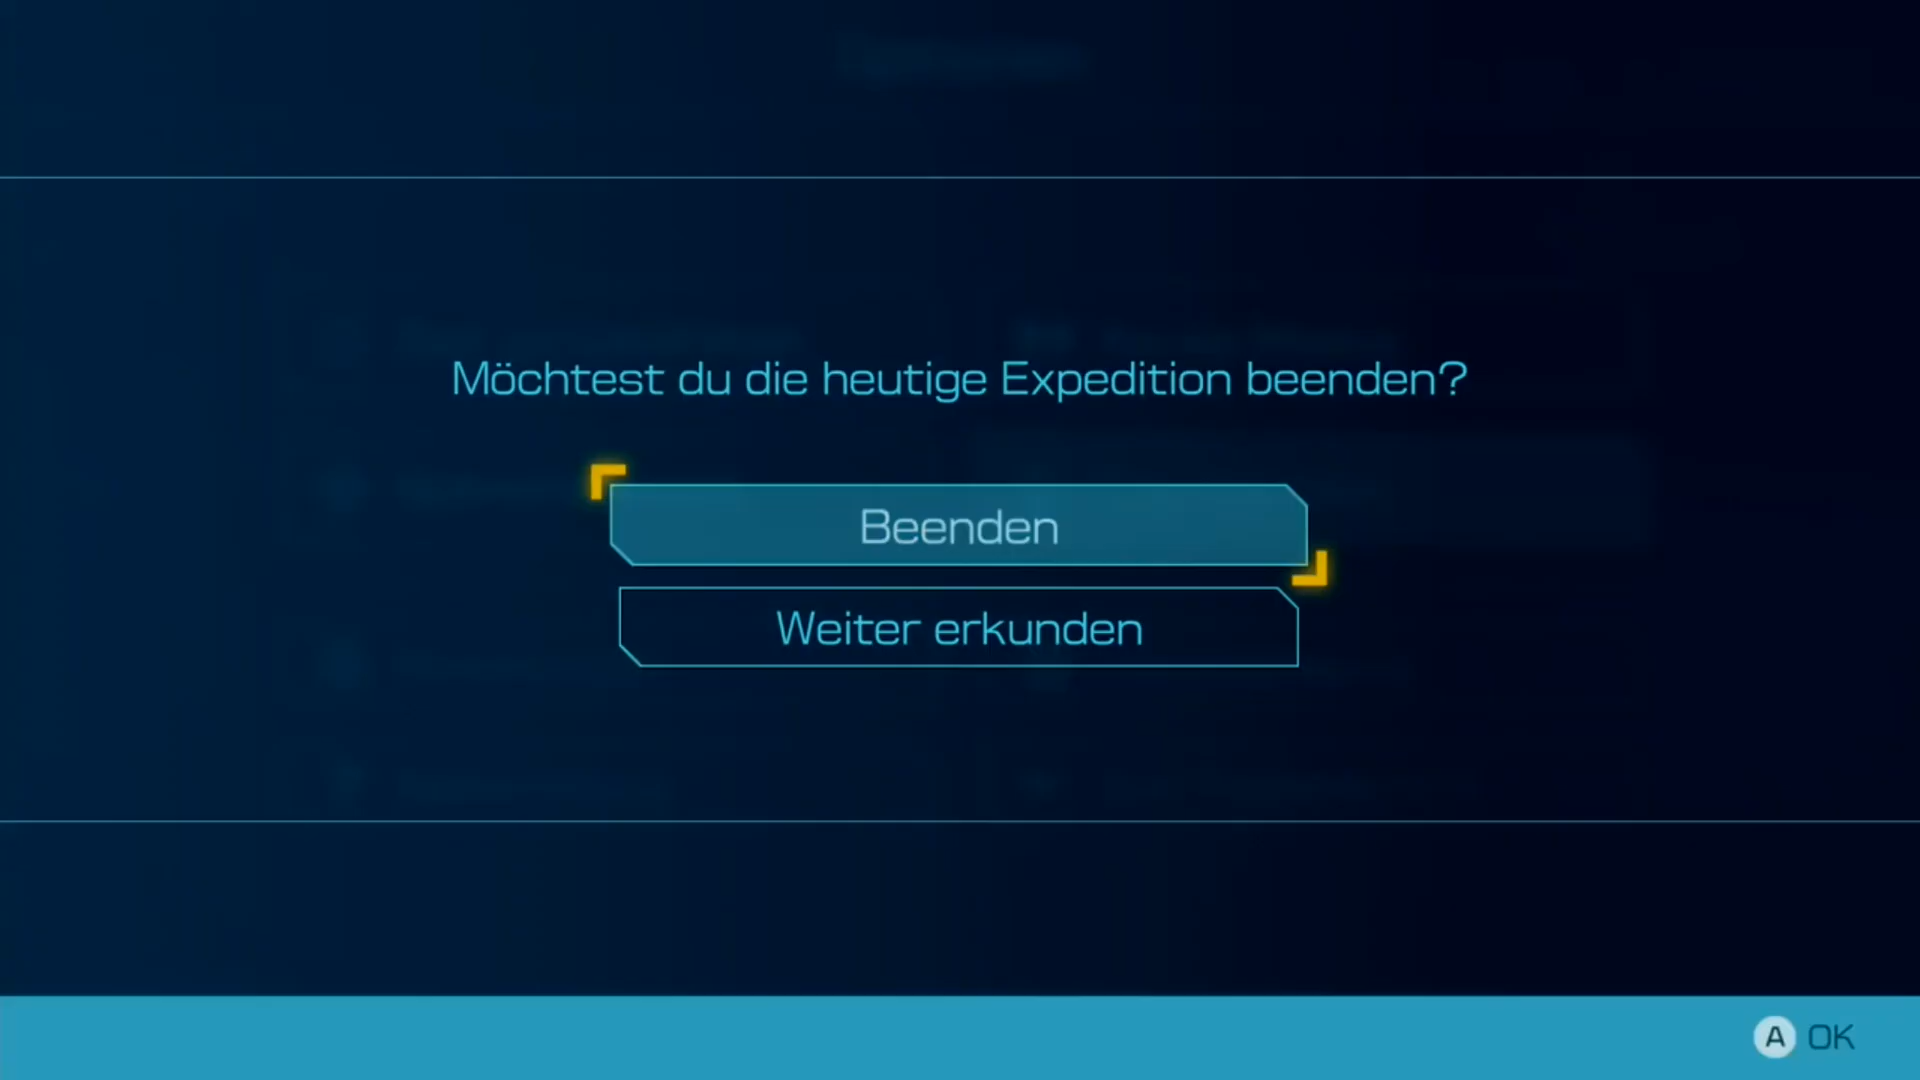 Möchtest du die heutige Expedition beenden?
Beenden
Weiter erkunden
A OK